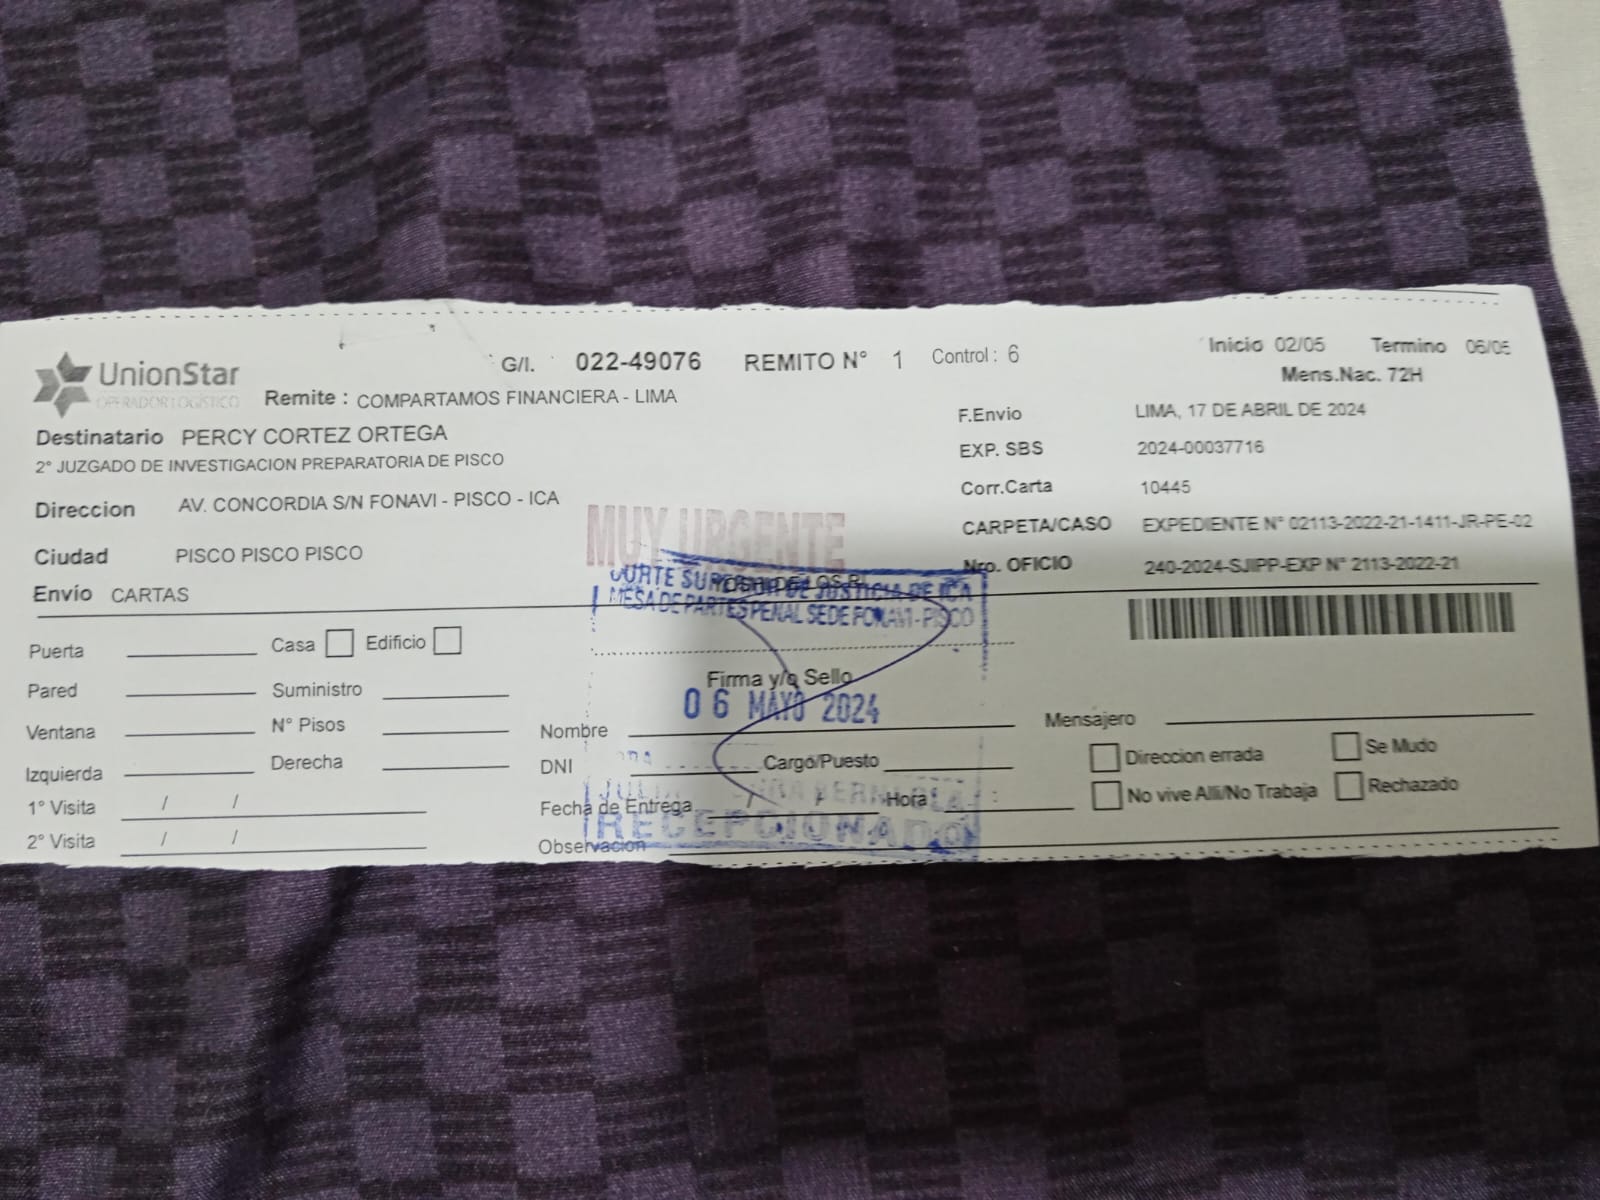 UnionStar
OPERADOR LOGÍSTICO
G/I. 022-49076 REMITO N° 1 Control : 6
Inicio 02/05 Termino 06/05
Mens.Nac. 72H
Remite : COMPARTAMOS FINANCIERA - LIMA
Destinatario PERCY CORTEZ ORTEGA
2° JUZGADO DE INVESTIGACION PREPARATORIA DE PISCO
Direccion AV. CONCORDIA S/N FONAVI - PISCO - ICA
Ciudad PISCO PISCO PISCO
Envío CARTAS
F.Envio LIMA, 17 DE ABRIL DE 2024
EXP. SBS 2024-00037716
Corr.Carta 10445
CARPETA/CASO EXPEDIENTE N° 02113-2022-21-1411-JR-PE-02
Nro. OFICIO 240-2024-SJIPP-EXP N° 2113-2022-21
MUY URGENTE
CORTE SUPERIOR DE JUSTICIA DE ICA
MESA DE PARTES PENAL SEDE FONAVI - PISCO
Firma y/o Sello
06 MAYO 2024
RECEPCIONADO
Puerta Casa Edificio
Pared Suministro
Ventana N° Pisos
Izquierda Derecha
1° Visita / /
2° Visita / /
Nombre
DNI Cargo/Puesto
Fecha de Entrega / / Hora :
Observacion
Mensajero
Direccion errada Se Mudo
No vive Alli/No Trabaja Rechazado